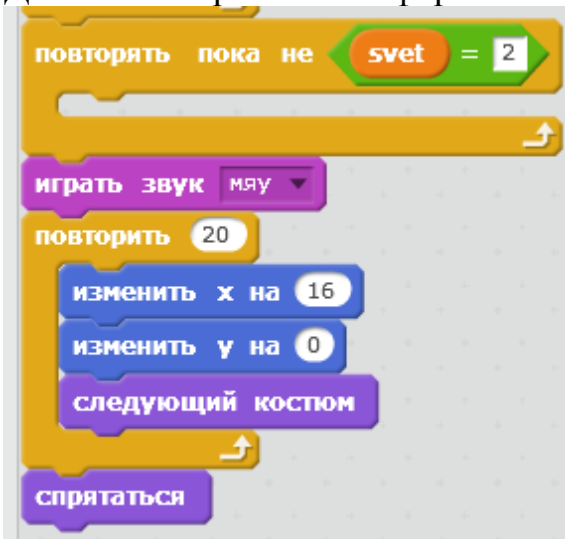 повторять пока не svet = 2
играть звук мяу
повторить 20
изменить x на 16
изменить y на 0
следующий костюм
спрятаться